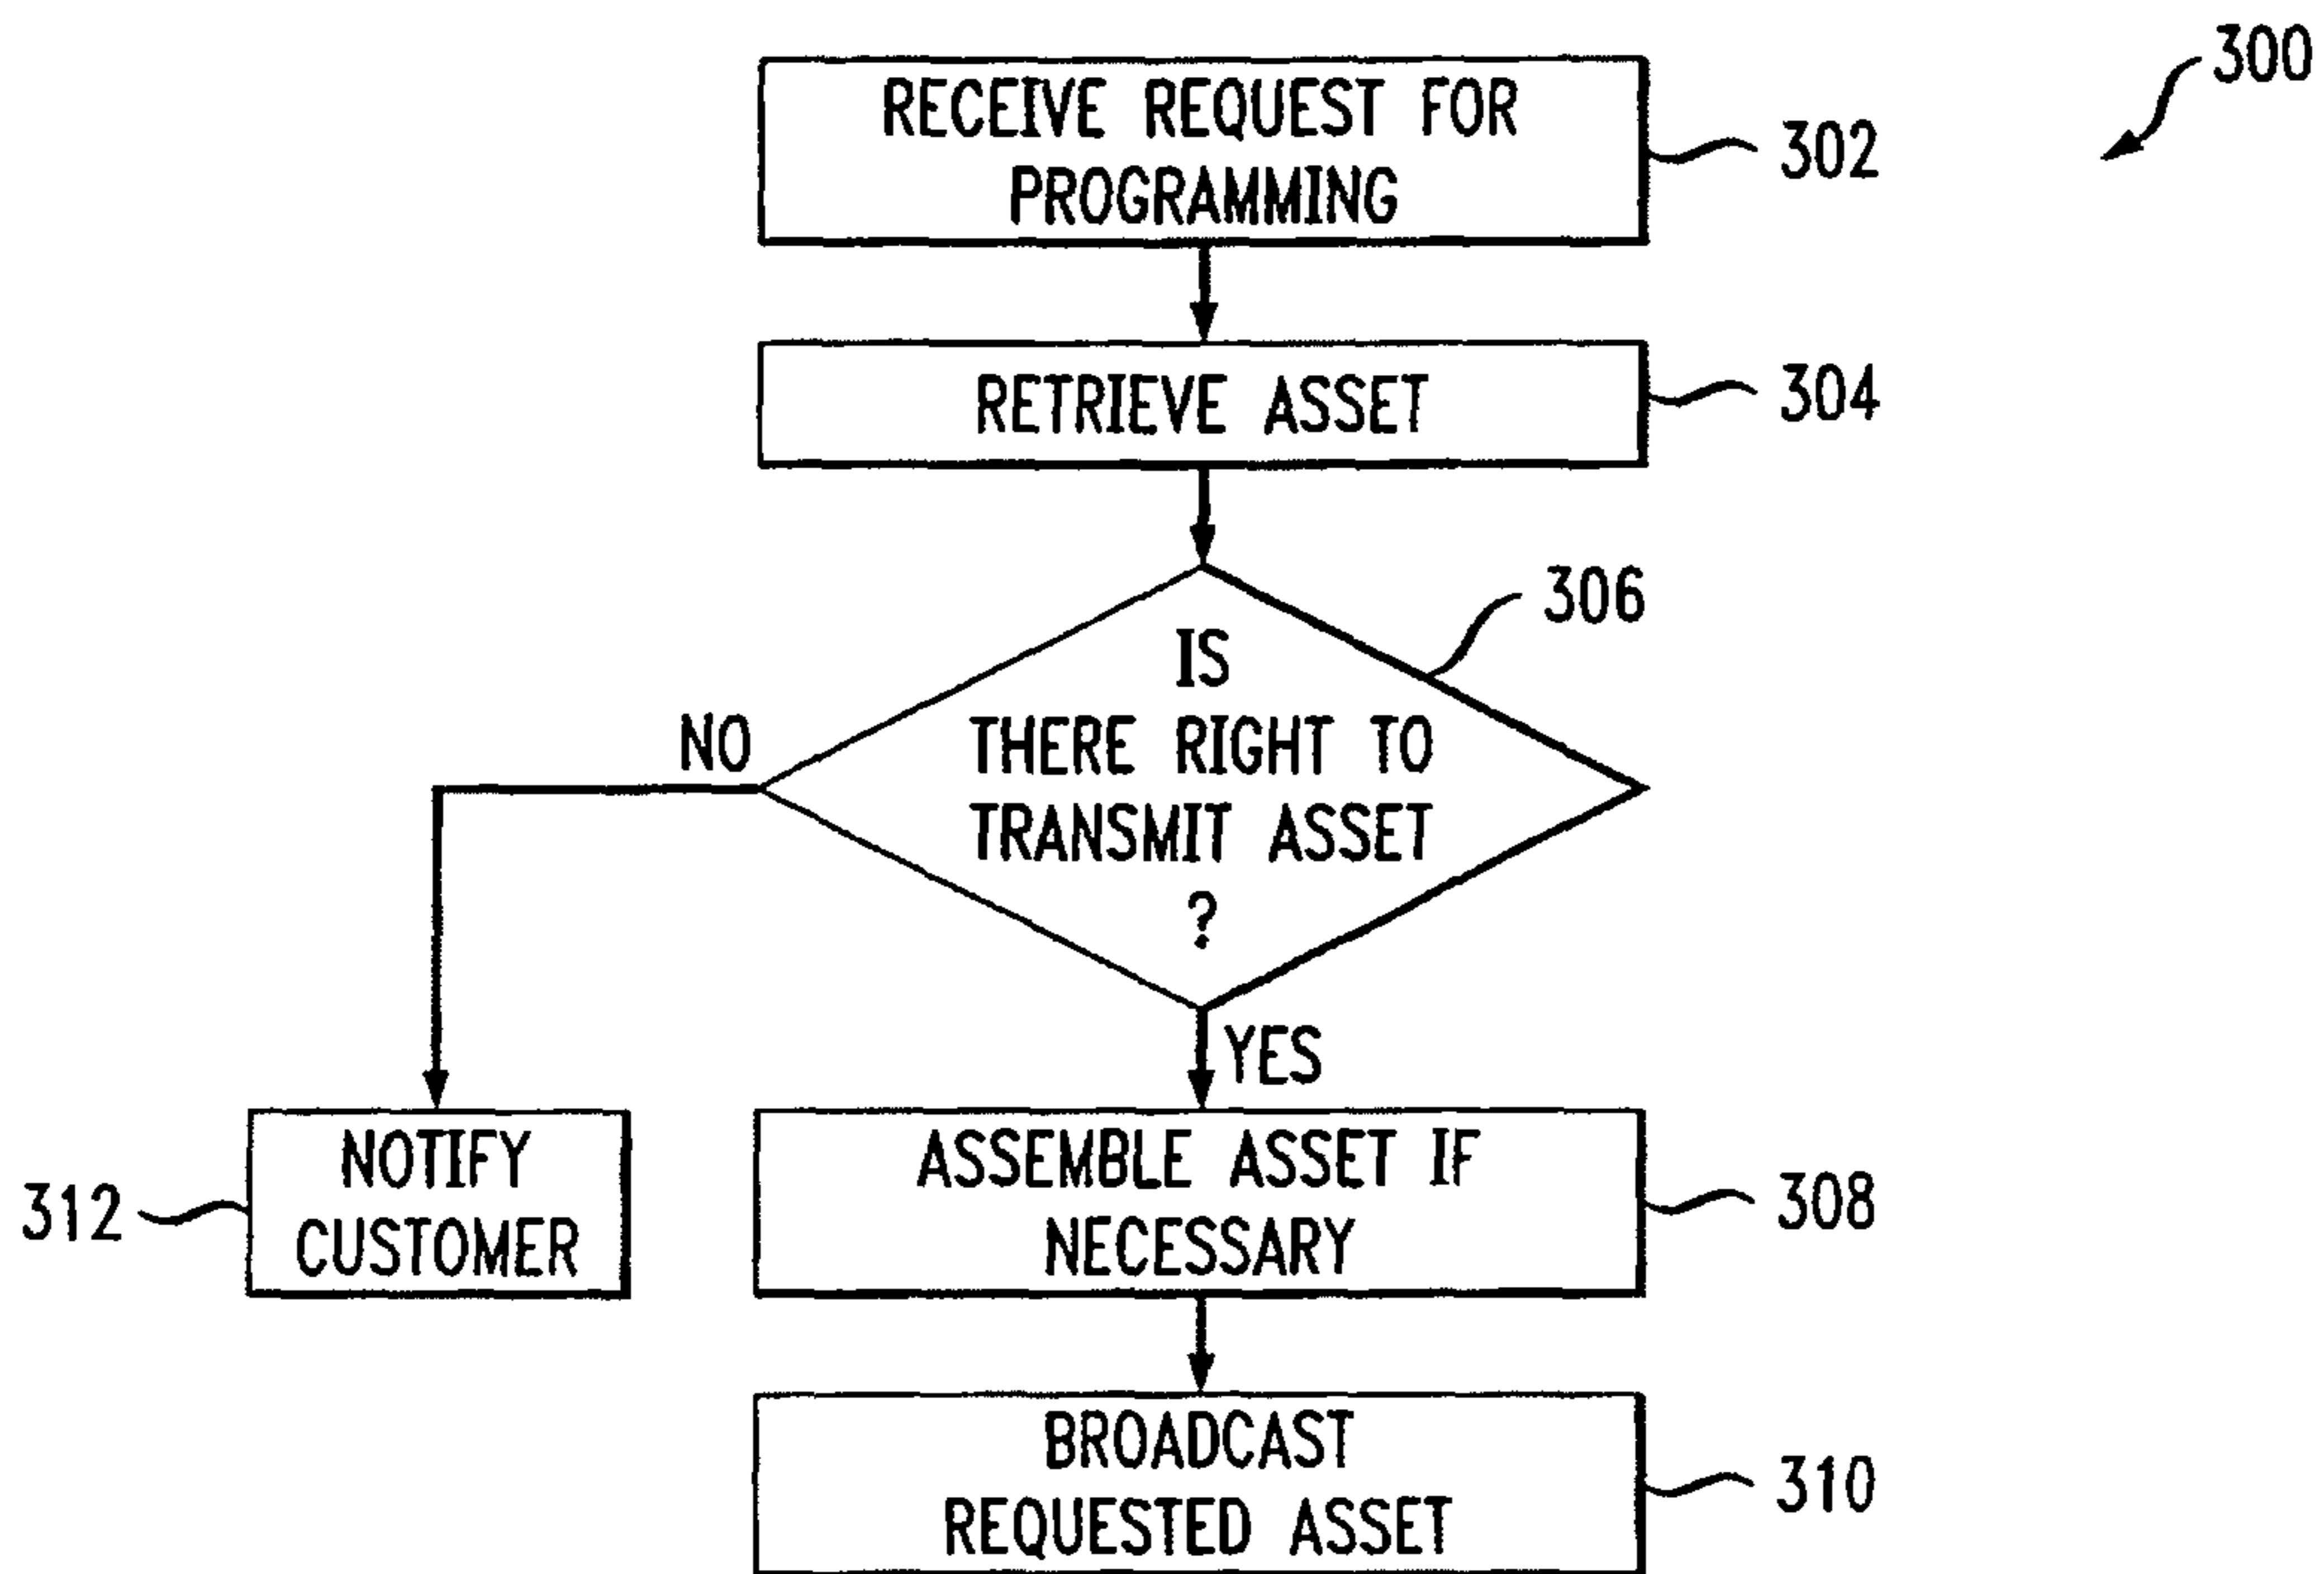 300
RECEIVE REQUEST FOR
PROGRAMMING
302
RETRIEVE ASSET
304
306
IS
THERE RIGHT TO
TRANSMIT ASSET
?
NO
YES
NOTIFY
CUSTOMER
312
ASSEMBLE ASSET IF
NECESSARY
308
BROADCAST
REQUESTED ASSET
310